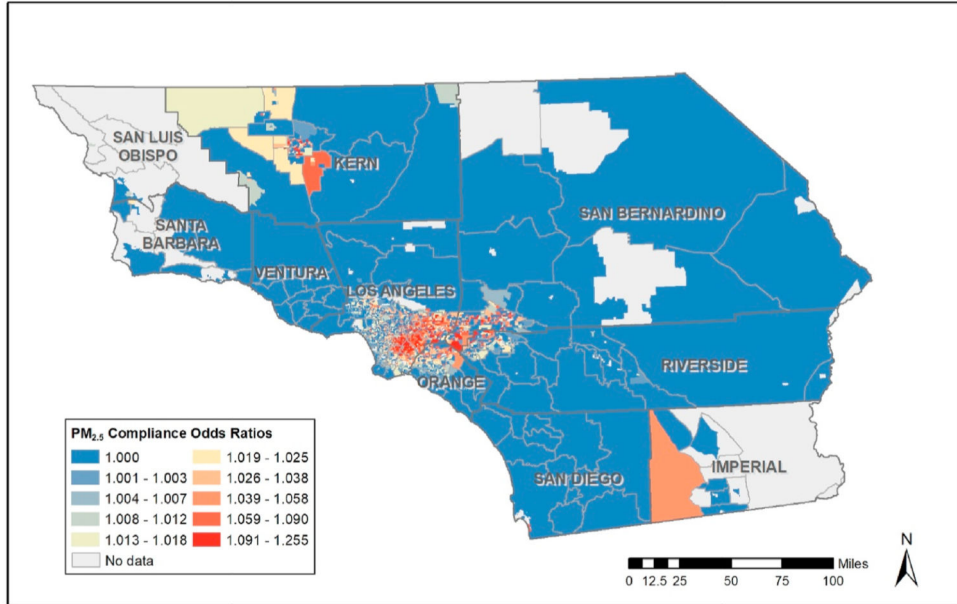 SAN LUIS
OBISPO
KERN
SANTA
BARBARA
SAN BERNARDINO
VENTURA
LOS ANGELES
ORANGE
RIVERSIDE
SAN DIEGO
IMPERIAL
PM2.5 Compliance Odds Ratios
1.000
1.001 - 1.003
1.004 - 1.007
1.008 - 1.012
1.013 - 1.018
No data
1.019 - 1.025
1.026 - 1.038
1.039 - 1.058
1.059 - 1.090
1.091 - 1.255
N
Miles
0 12.5 25 50 75 100